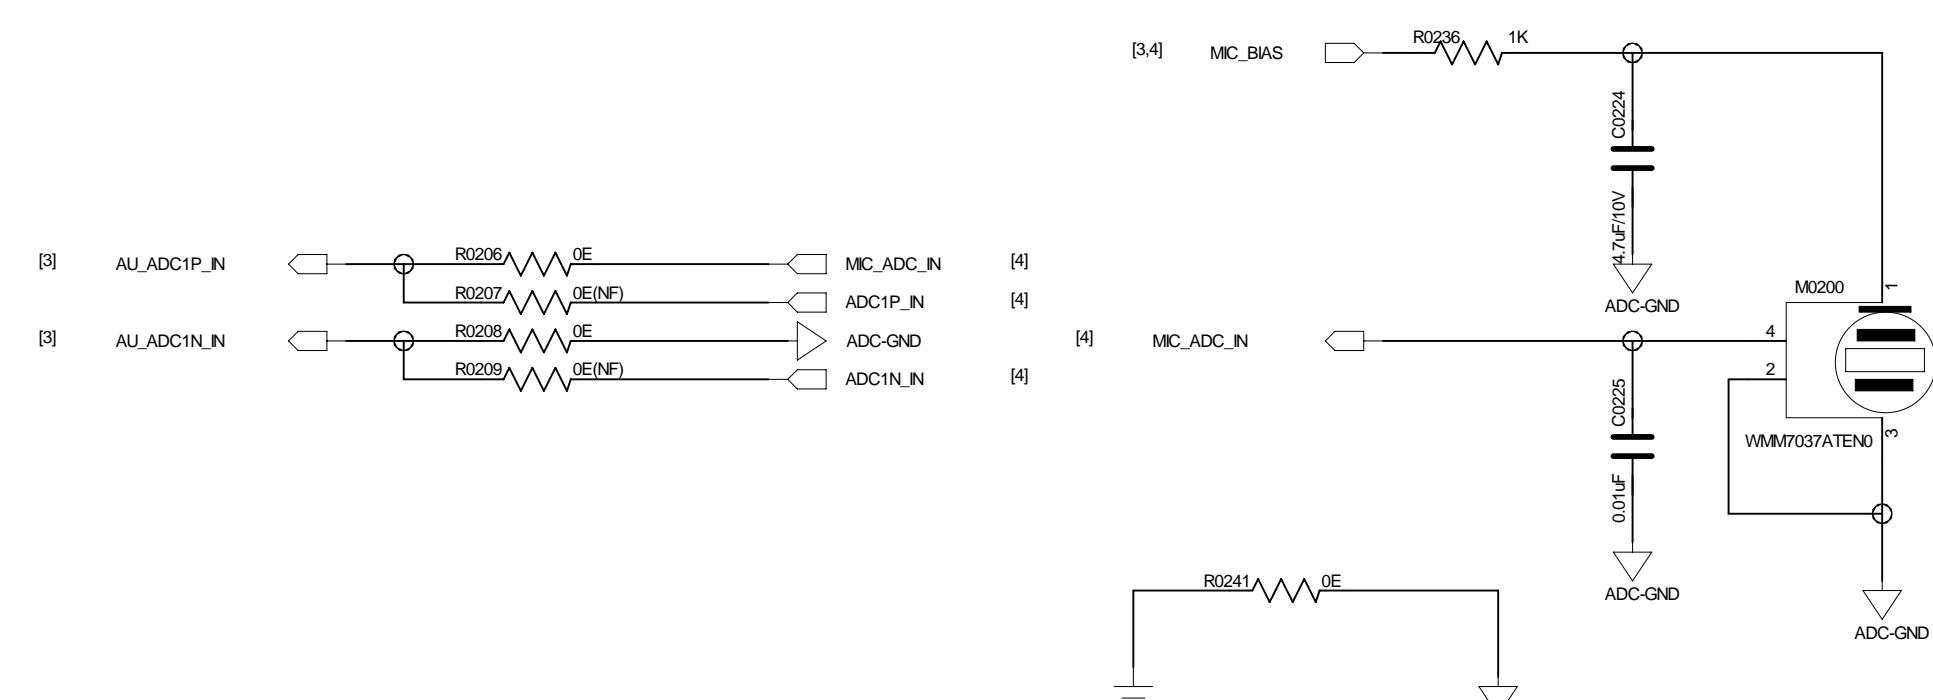 [3,4] MIC_BIAS R0236 1K
C0224
4.7uF/10V
ADC-GND
[3] AU_ADC1P_IN R0206 0E MIC_ADC_IN [4]
R0207 0E(NF) ADC1P_IN [4]
[3] AU_ADC1N_IN R0208 0E ADC-GND
R0209 0E(NF) ADC1N_IN [4]
[4] MIC_ADC_IN
M0200
1
4
2
3
WMM7037ATEN0
C0225
0.01uF
ADC-GND
ADC-GND
R0241 0E